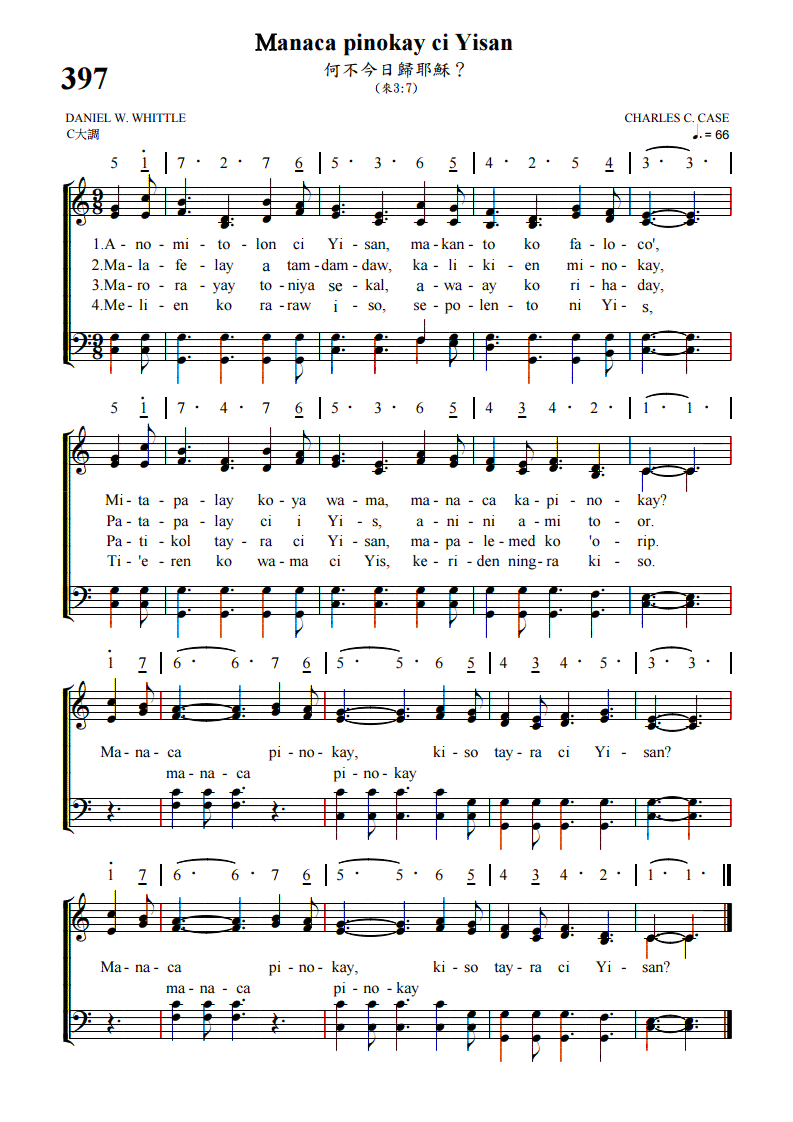 Manaca pinokay ci Yisan
何不今日歸耶穌？
397
(來3:7)
DANIEL W. WHITTLE
CHARLES C. CASE
C大調
♩. = 66
5 1 | 7 · 2 · 7 6 | 5 · 3 · 6 5 | 4 · 2 · 5 4 | 3 · 3 · |
1.A - no - mi - to - lon ci Yi - san, ma - kan - to ko fa - lo - co',
2.Ma - la - fe - lay a tam - dam - daw, ka - li - ki - en mi - no - kay,
3.Ma - ro - ra - yay to - niya se - kal, a - wa - ay ko ri - ha - day,
4.Me - li - en ko ra - raw i - so, se - po - len - to ni Yi - s,
5 1 | 7 · 4 · 7 6 | 5 · 3 · 6 5 | 4 3 4 · 2 · | 1 · 1 · |
Mi - ta - pa - lay ko - ya wa - ma, ma - na - ca ka - pi - no - kay?
Pa - ta - pa - lay ci i Yi - s, a - ni - ni a - mi to - or.
Pa - ti - kol tay - ra ci Yi - san, ma - pa - le - med ko 'o - rip.
Ti - 'e - ren ko wa - ma ci Yis, ke - ri - den ning - ra ki - so.
1 7 | 6 · 6 · 7 6 | 5 · 5 · 6 5 | 4 3 4 · 5 · | 3 · 3 · |
Ma - na - ca pi - no - kay, ki - so tay - ra ci Yi - san?
ma - na - ca pi - no - kay
1 7 | 6 · 6 · 7 6 | 5 · 5 · 6 5 | 4 3 4 · 2 · | 1 · 1 ·
Ma - na - ca pi - no - kay, ki - so tay - ra ci Yi - san?
ma - na - ca pi - no - kay